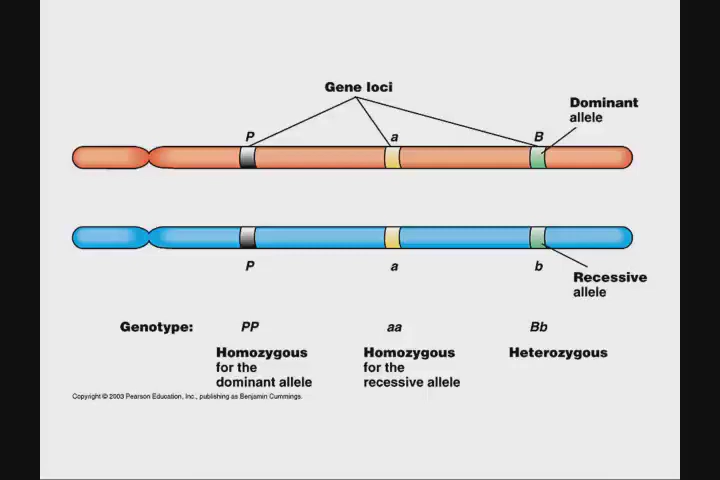 Gene loci
Dominant
allele
P a B
P a b
Recessive
allele
Genotype: PP aa Bb
Homozygous Homozygous Heterozygous
for the for the
dominant allele recessive allele
Copyright © 2003 Pearson Education, Inc., publishing as Benjamin Cummings.